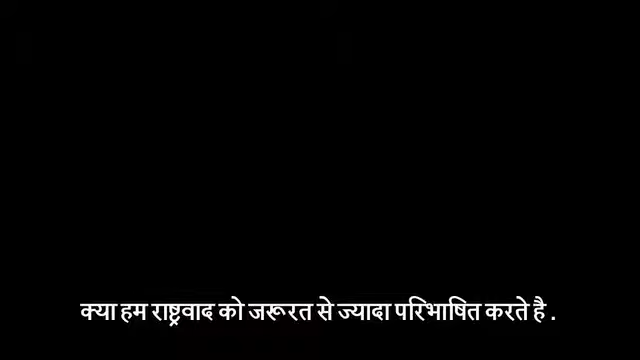 क्या हम राष्ट्रवाद को जरूरत से ज्यादा परिभाषित करते है .